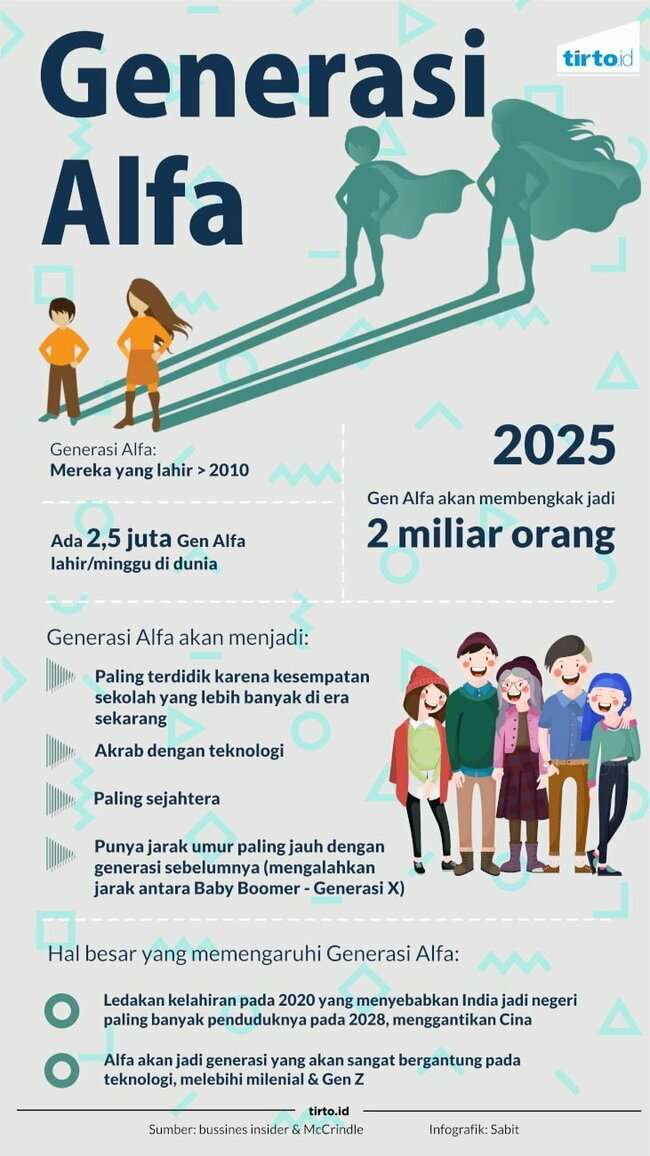 Generasi
Alfa
tirto.id
Generasi Alfa:
Mereka yang lahir > 2010
Ada 2,5 juta Gen Alfa
lahir/minggu di dunia
2025
Gen Alfa akan membengkak jadi
2 miliar orang
Generasi Alfa akan menjadi:
Paling terdidik karena kesempatan
sekolah yang lebih banyak di era
sekarang
Akrab dengan teknologi
Paling sejahtera
Punya jarak umur paling jauh dengan
generasi sebelumnya (mengalahkan
jarak antara Baby Boomer - Generasi X)
Hal besar yang memengaruhi Generasi Alfa:
Ledakan kelahiran pada 2020 yang menyebabkan India jadi negeri
paling banyak penduduknya pada 2028, menggantikan Cina
Alfa akan jadi generasi yang akan sangat bergantung pada
teknologi, melebihi milenial & Gen Z
tirto.id
Sumber: bussines insider & McCrindle
Infografik: Sabit